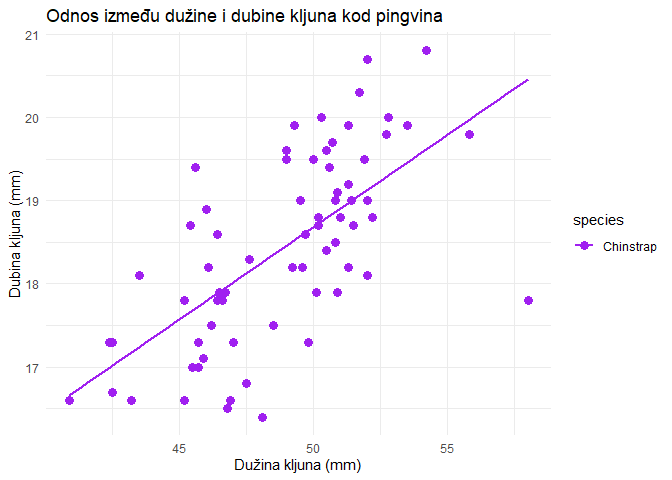 Odnos između dužine i dubine kljuna kod pingvina
Dubina kljuna (mm)
21
20
19
18
17
45
50
55
Dužina kljuna (mm)
species
Chinstrap